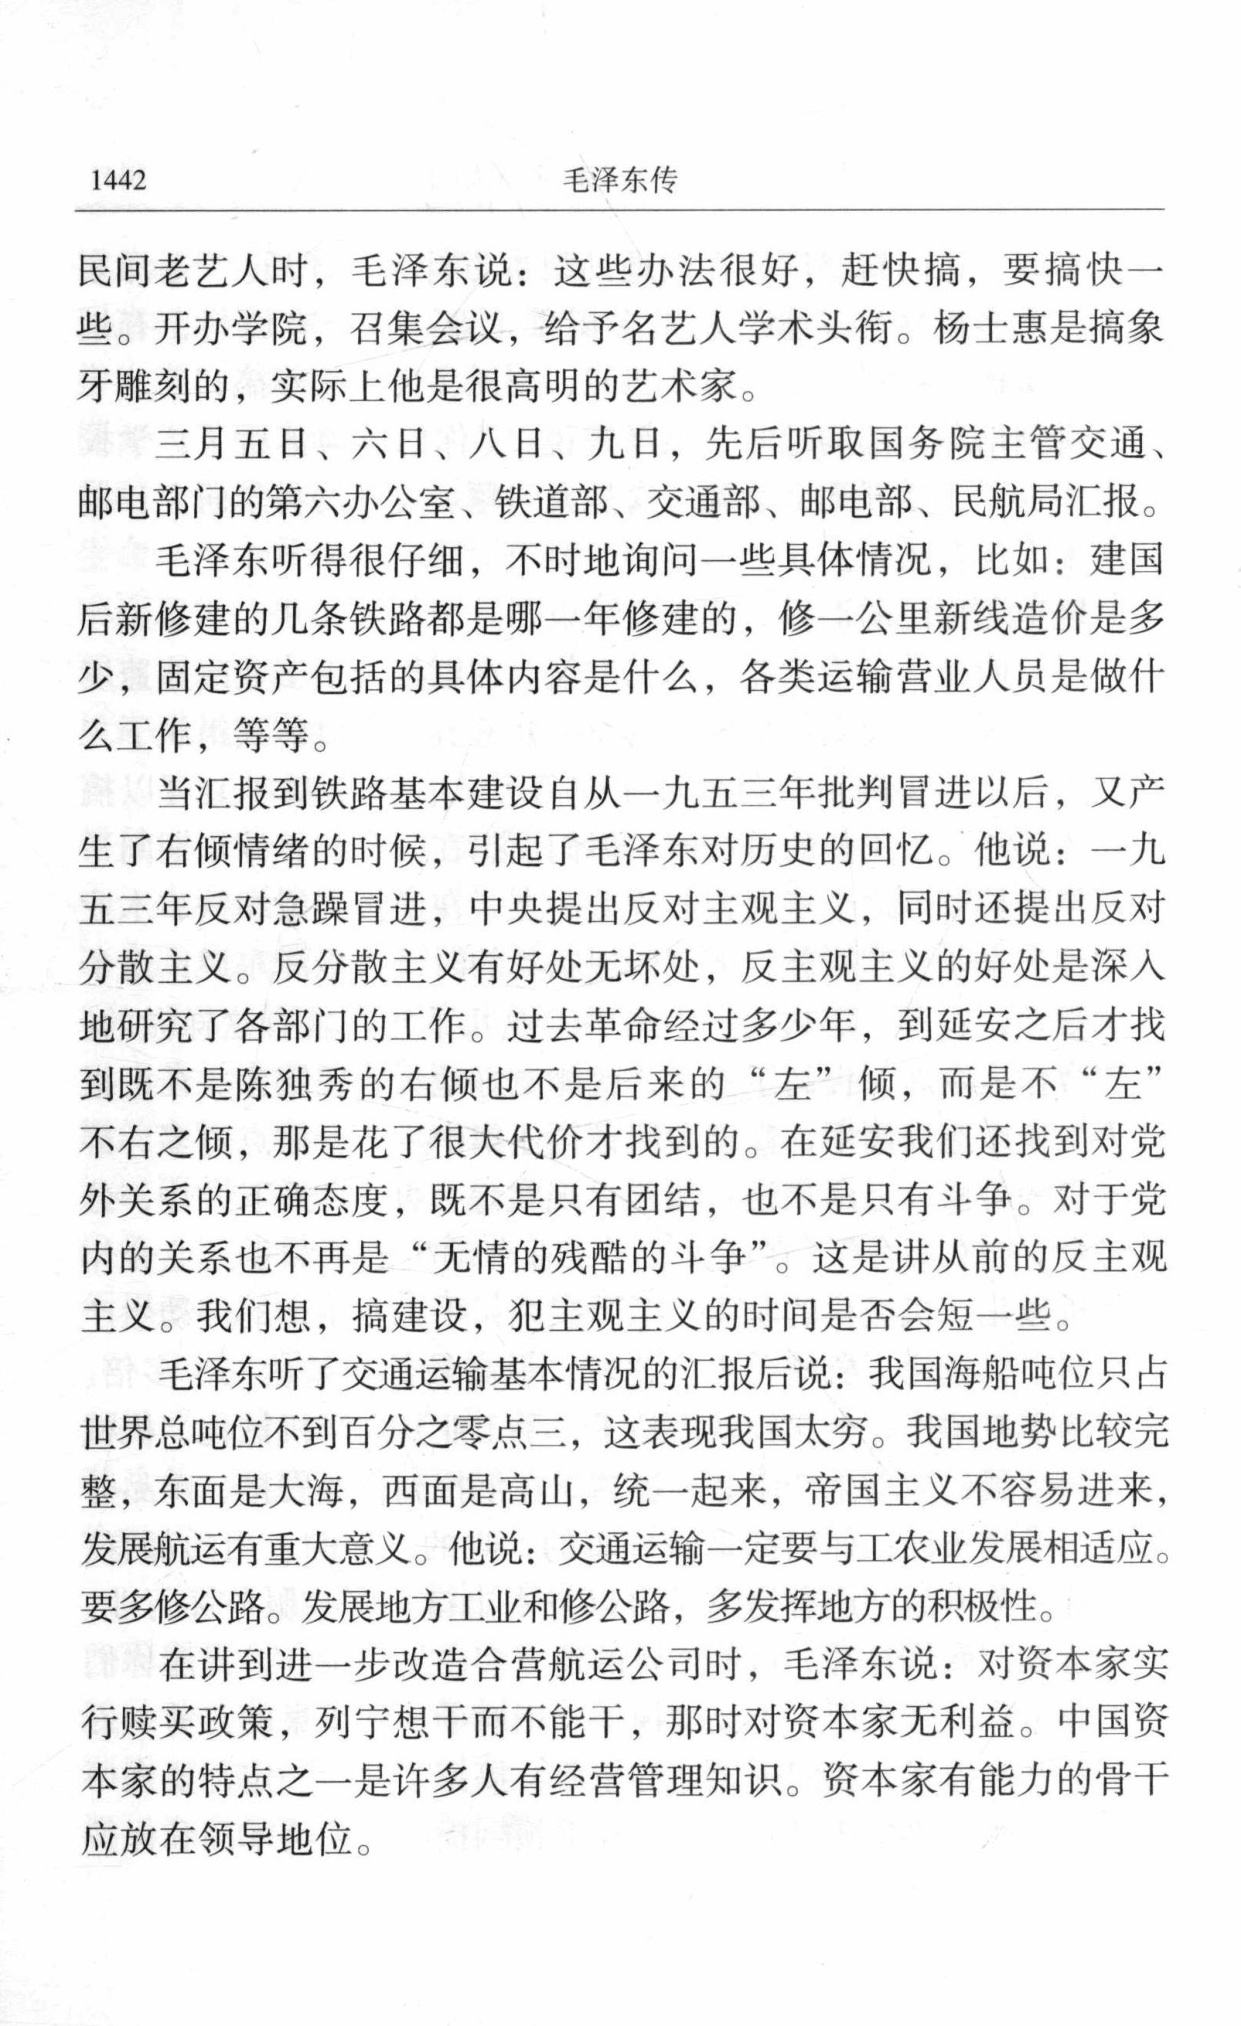 1442
毛泽东传
民间老艺人时，毛泽东说：这些办法很好，赶快搞，要搞快一
些。开办学院，召集会议，给予名艺人学术头衔。杨士惠是搞象
牙雕刻的，实际上他是很高明的艺术家。
三月五日、六日、八日、九日，先后听取国务院主管交通、
邮电部门的第六办公室、铁道部、交通部、邮电部、民航局汇报。
毛泽东听得很仔细，不时地询问一些具体情况，比如：建国
后新修建的几条铁路都是哪一年修建的，修一公里新线造价是多
少，固定资产包括的具体内容是什么，各类运输营业人员是做什
么工作，等等。
当汇报到铁路基本建设自从一九五三年批判冒进以后，又产
生了右倾情绪的时候，引起了毛泽东对历史的回忆。他说：一九
五三年反对急躁冒进，中央提出反对主观主义，同时还提出反对
分散主义。反分散主义有好处无坏处，反主观主义的好处是深入
地研究了各部门的工作。过去革命经过多少年，到延安之后才找
到既不是陈独秀的右倾也不是后来的“左”倾，而是不“左”
不右之倾，那是花了很大代价才找到的。在延安我们还找到对党
外关系的正确态度，既不是只有团结，也不是只有斗争。对于党
内的关系也不再是“无情的残酷的斗争”。这是讲从前的反主观
主义。我们想，搞建设，犯主观主义的时间是否会短一些。
毛泽东听了交通运输基本情况的汇报后说：我国海船吨位只占
世界总吨位不到百分之零点三，这表现我国太穷。我国地势比较完
整，东面是大海，西面是高山，统一起来，帝国主义不容易进来，
发展航运有重大意义。他说：交通运输一定要与工农业发展相适应。
要多修公路。发展地方工业和修公路，多发挥地方的积极性。
在讲到进一步改造合营航运公司时，毛泽东说：对资本家实
行赎买政策，列宁想干而不能干，那时对资本家无利益。中国资
本家的特点之一是许多人有经营管理知识。资本家有能力的骨干
应放在领导地位。